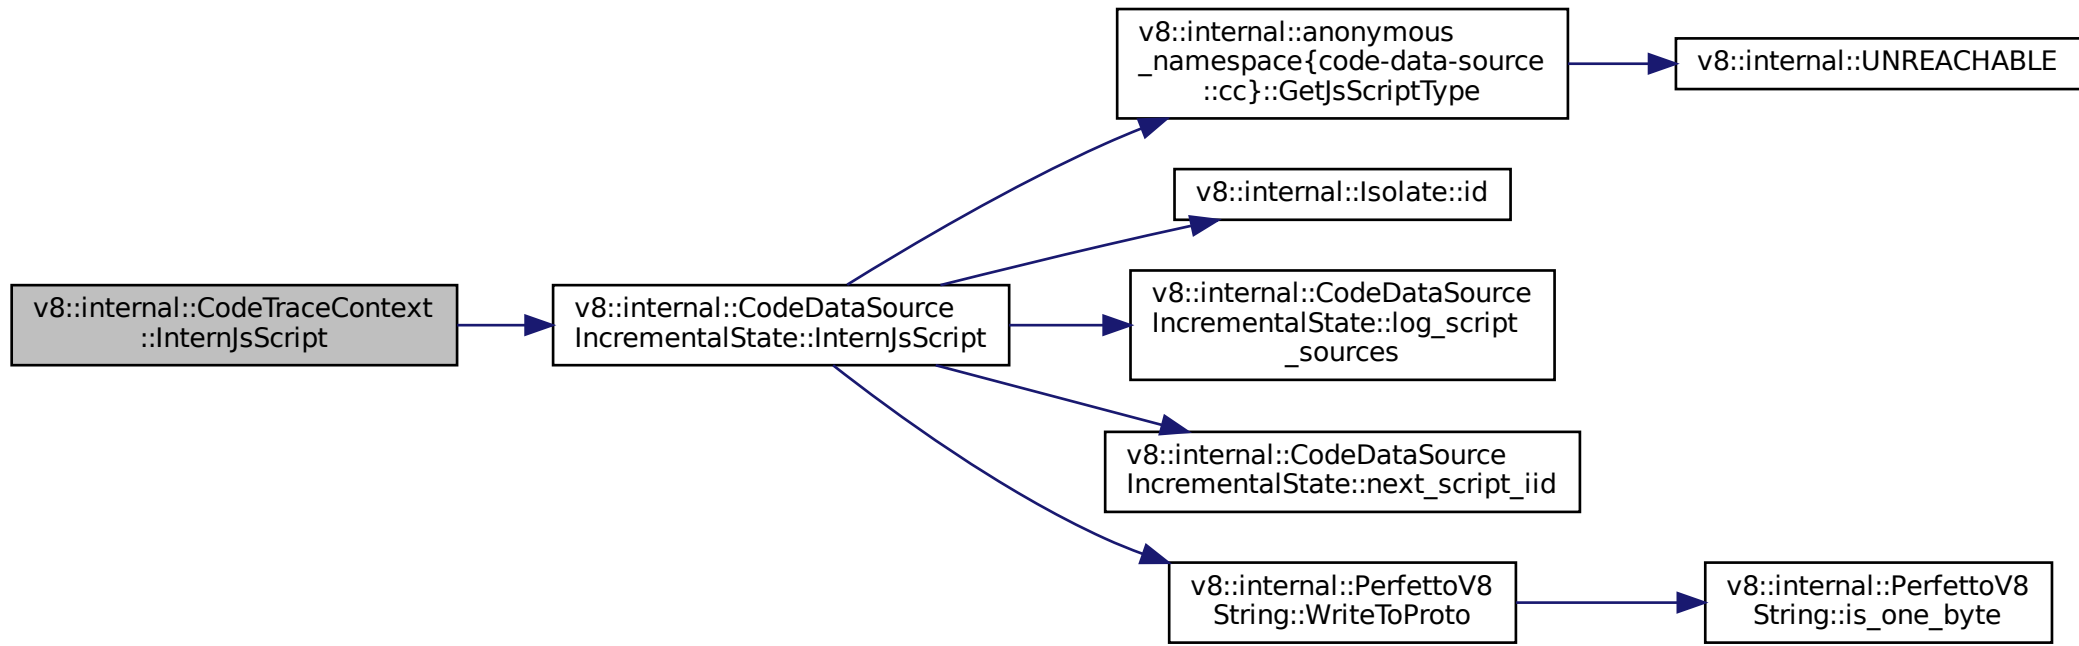 v8::internal::CodeTraceContext
::InternJsScript
v8::internal::CodeDataSource
IncrementalState::InternJsScript
v8::internal::anonymous
_namespace{code-data-source
::cc}::GetJsScriptType
v8::internal::UNREACHABLE
v8::internal::Isolate::id
v8::internal::CodeDataSource
IncrementalState::log_script
_sources
v8::internal::CodeDataSource
IncrementalState::next_script_iid
v8::internal::PerfettoV8
String::WriteToProto
v8::internal::PerfettoV8
String::is_one_byte